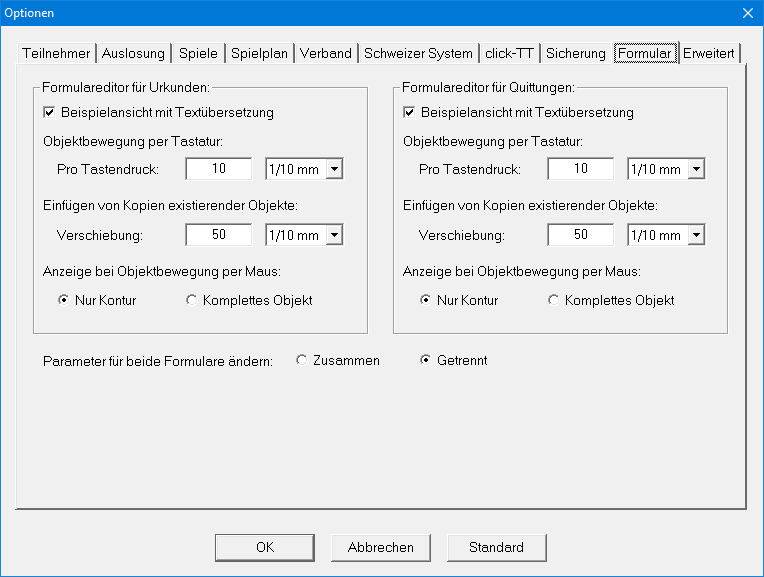 Optionen
Teilnehmer Auslosung Spiele Spielplan Verband Schweizer System click-TT Sicherung Formular Erweitert
Formulareditor für Urkunden: Formulareditor für Quittungen:
Beispielansicht mit Textübersetzung Beispielansicht mit Textübersetzung
Objektbewegung per Tastatur: Objektbewegung per Tastatur:
Pro Tastendruck: 10 1/10 mm Pro Tastendruck: 10 1/10 mm
Einfügen von Kopien existierender Objekte: Einfügen von Kopien existierender Objekte:
Verschiebung: 50 1/10 mm Verschiebung: 50 1/10 mm
Anzeige bei Objektbewegung per Maus: Anzeige bei Objektbewegung per Maus:
Nur Kontur Komplettes Objekt Nur Kontur Komplettes Objekt
Parameter für beide Formulare ändern: Zusammen Getrennt
OK Abbrechen Standard